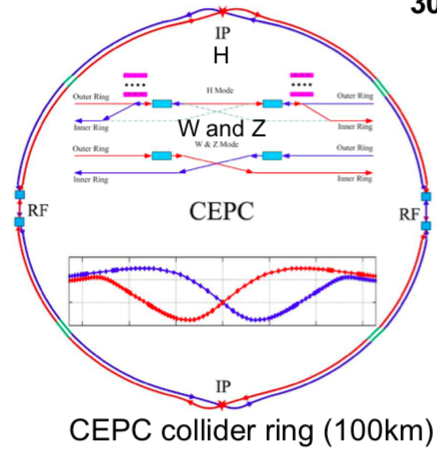 30
IP
H
Outer Ring
H Mode
Outer Ring
Inner Ring
Inner Ring
W and Z
Outer Ring
W & Z Mode
Outer Ring
Inner Ring
Inner Ring
RF
CEPC
RF
IP
CEPC collider ring (100km)